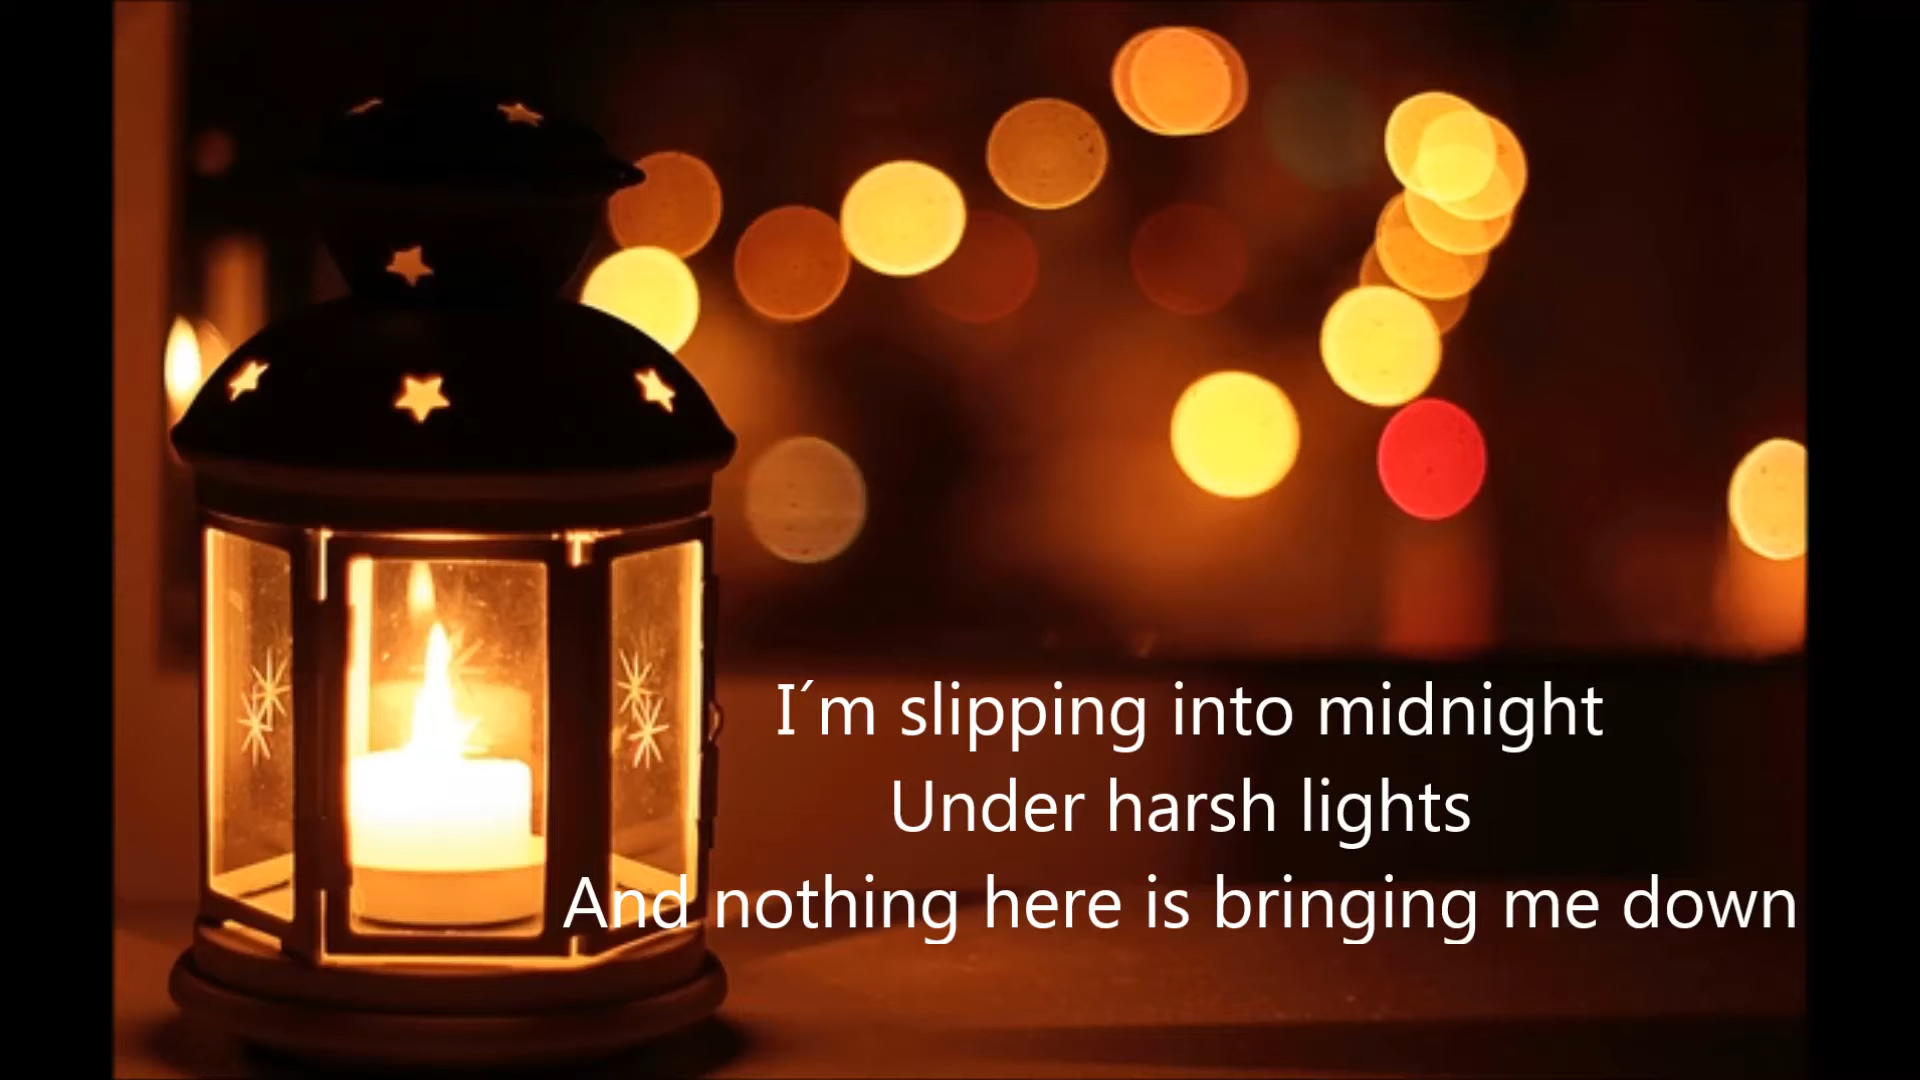 I´m slipping into midnight
Under harsh lights
And nothing here is bringing me down